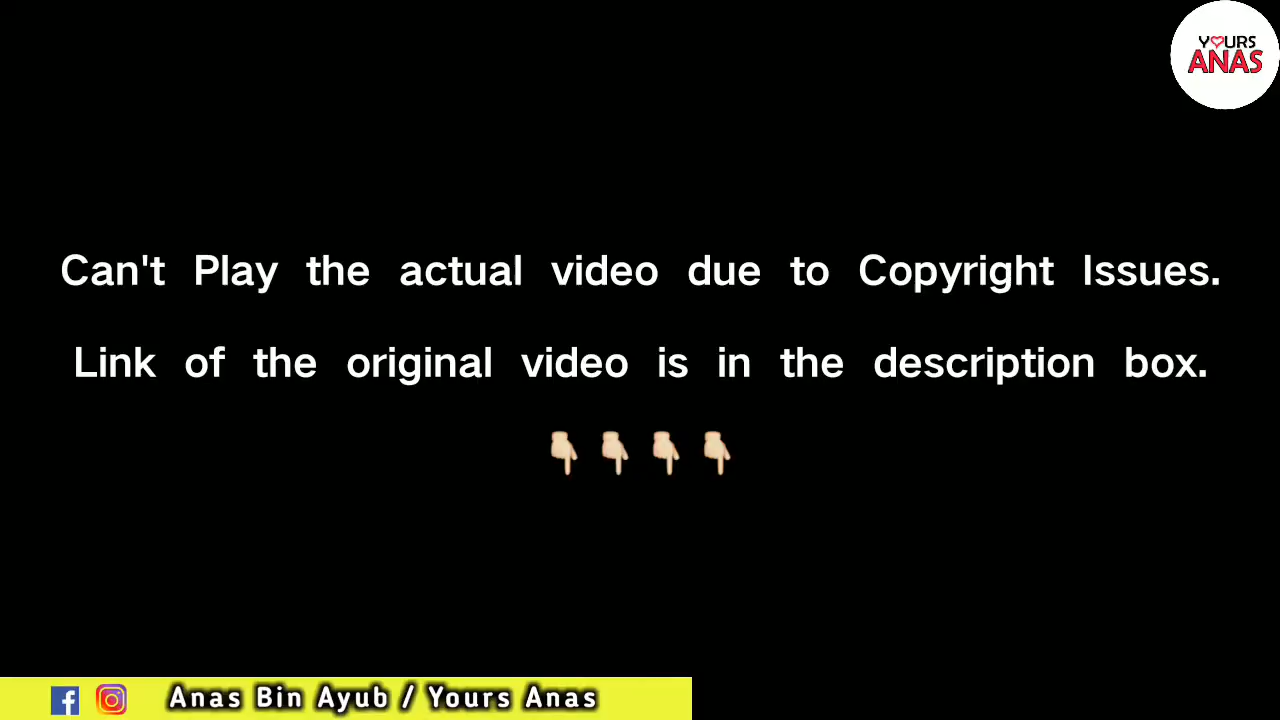 YOURS
ANAS
Can't Play the actual video due to Copyright Issues.
Link of the original video is in the description box.
👇🏼 👇🏼 👇🏼 👇🏼
Anas Bin Ayub / Yours Anas